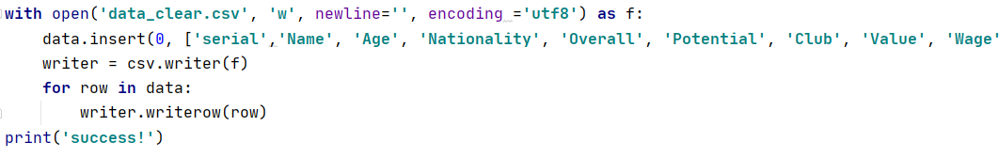 with open('data_clear.csv', 'w', newline='', encoding ='utf8') as f:
    data.insert(0, ['serial','Name', 'Age', 'Nationality', 'Overall', 'Potential', 'Club', 'Value', 'Wage'
    writer = csv.writer(f)
    for row in data:
        writer.writerow(row)
print('success!')